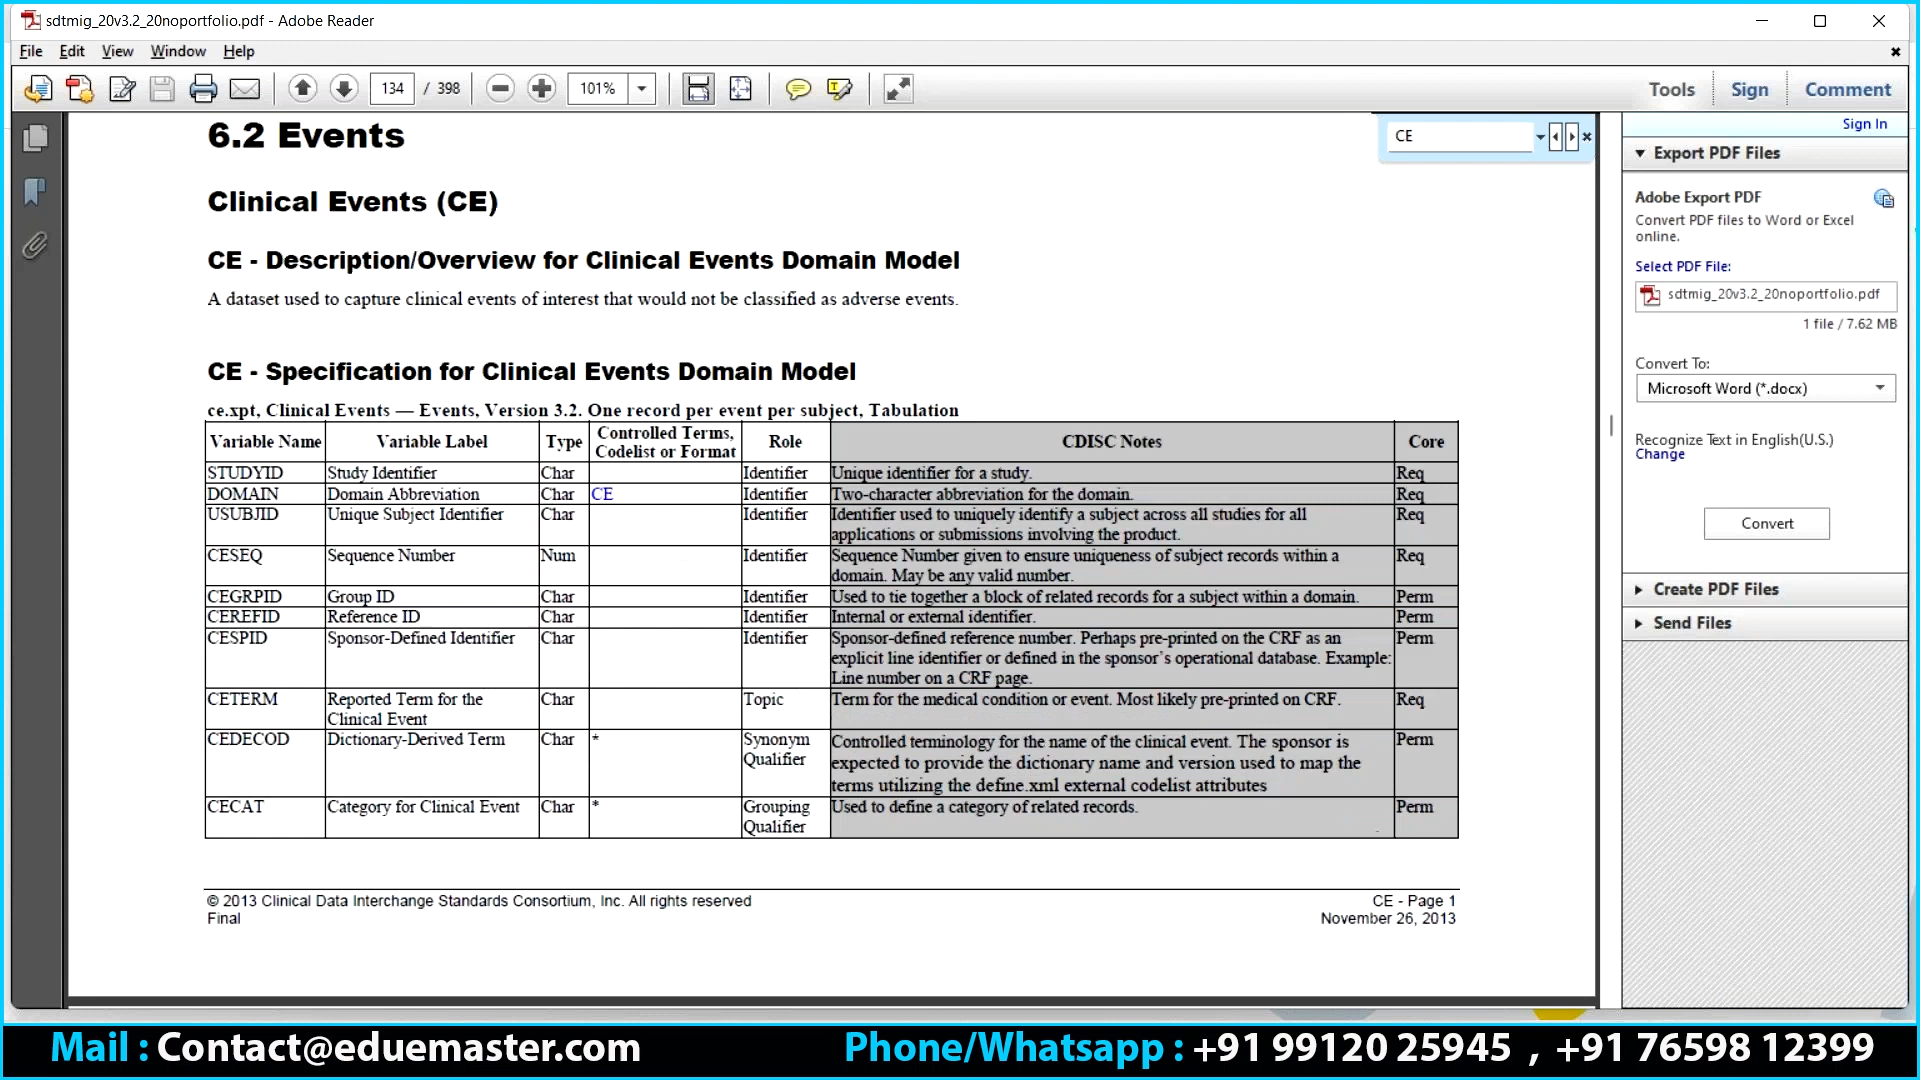 sdtmig_20v3.2_20noportfolio.pdf - Adobe Reader
File Edit View Window Help
134 / 398 101% Tools Sign Comment
6.2 Events
CE
Sign In
Export PDF Files
Adobe Export PDF
Convert PDF files to Word or Excel
online.
Select PDF File:
sdtmig_20v3.2_20noportfolio.pdf
1 file / 7.62 MB
Convert To:
Microsoft Word (*.docx)
Recognize Text in English(U.S.)
Change
Convert
Create PDF Files
Send Files
Clinical Events (CE)
CE - Description/Overview for Clinical Events Domain Model
A dataset used to capture clinical events of interest that would not be classified as adverse events.
CE - Specification for Clinical Events Domain Model
ce.xpt, Clinical Events — Events, Version 3.2. One record per event per subject, Tabulation
Variable Name Variable Label Type Controlled Terms, Codelist or Format Role CDISC Notes Core
STUDYID Study Identifier Char Identifier Unique identifier for a study. Req
DOMAIN Domain Abbreviation Char CE Identifier Two-character abbreviation for the domain. Req
USUBJID Unique Subject Identifier Char Identifier Identifier used to uniquely identify a subject across all studies for all Req
applications or submissions involving the product.
CESEQ Sequence Number Num Identifier Sequence Number given to ensure uniqueness of subject records within a Req
domain. May be any valid number.
CEGRPID Group ID Char Identifier Used to tie together a block of related records for a subject within a domain. Perm
CEREFID Reference ID Char Identifier Internal or external identifier. Perm
CESPID Sponsor-Defined Identifier Char Identifier Sponsor-defined reference number. Perhaps pre-printed on the CRF as an Perm
explicit line identifier or defined in the sponsor's operational database. Example:
Line number on a CRF page.
CETERM Reported Term for the Char Topic Term for the medical condition or event. Most likely pre-printed on CRF. Req
Clinical Event
CEDECOD Dictionary-Derived Term Char * Synonym Controlled terminology for the name of the clinical event. The sponsor is Perm
Qualifier expected to provide the dictionary name and version used to map the
terms utilizing the define.xml external codelist attributes
CECAT Category for Clinical Event Char * Grouping Used to define a category of related records. Perm
Qualifier
© 2013 Clinical Data Interchange Standards Consortium, Inc. All rights reserved CE - Page 1
Final November 26, 2013
Mail : Contact@eduemaster.com Phone/Whatsapp : +91 99120 25945 , +91 76598 12399